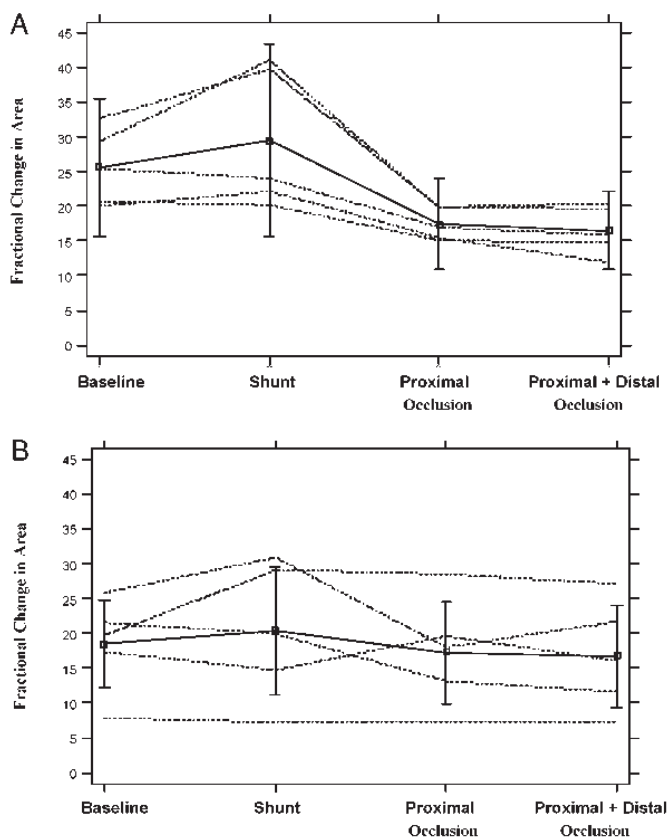 A
Fractional Change in Area
45
40
35
30
25
20
15
10
5
0
Baseline Shunt Proximal Proximal + Distal
Occlusion Occlusion
B
Fractional Change in Area
45
40
35
30
25
20
15
10
5
0
Baseline Shunt Proximal Proximal + Distal
Occlusion Occlusion